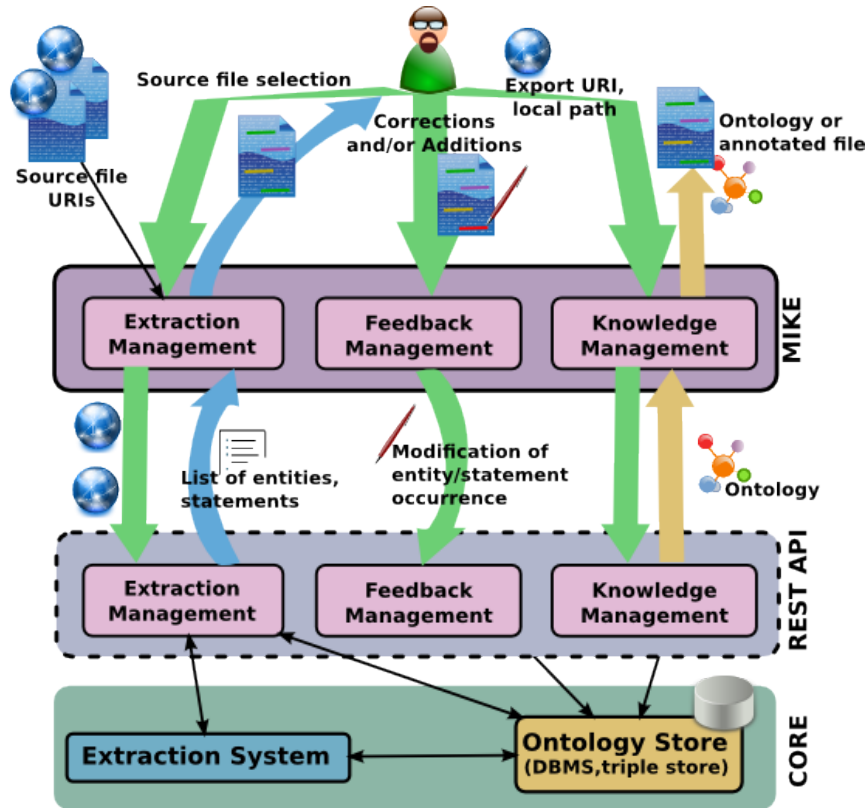 Source file selection
Export URI,
local path
Corrections
and/or Additions
Ontology or
annotated file
Source file
URIs
Extraction
Management
Feedback
Management
Knowledge
Management
MIKE
List of entities,
statements
Modification of
entity/statement
occurrence
Ontology
Extraction
Management
Feedback
Management
Knowledge
Management
REST API
Extraction System
Ontology Store
(DBMS,triple store)
CORE